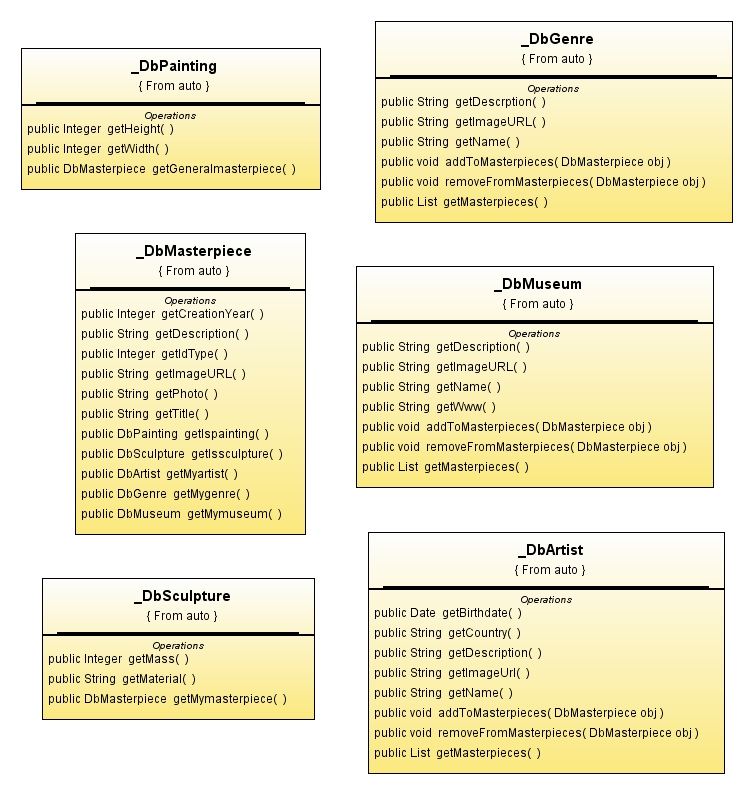 _DbPainting
{ From auto }
Operations
public Integer getHeight( )
public Integer getWidth( )
public DbMasterpiece getGeneralmasterpiece( )
_DbGenre
{ From auto }
Operations
public String getDescrption( )
public String getImageURL( )
public String getName( )
public void addToMasterpieces( DbMasterpiece obj )
public void removeFromMasterpieces( DbMasterpiece obj )
public List getMasterpieces( )
_DbMasterpiece
{ From auto }
Operations
public Integer getCreationYear( )
public String getDescription( )
public Integer getIdType( )
public String getImageURL( )
public String getPhoto( )
public String getTitle( )
public DbPainting getIspainting( )
public DbSculpture getIssculpture( )
public DbArtist getMyartist( )
public DbGenre getMygenre( )
public DbMuseum getMymuseum( )
_DbMuseum
{ From auto }
Operations
public String getDescription( )
public String getImageURL( )
public String getName( )
public String getWww( )
public void addToMasterpieces( DbMasterpiece obj )
public void removeFromMasterpieces( DbMasterpiece obj )
public List getMasterpieces( )
_DbSculpture
{ From auto }
Operations
public Integer getMass( )
public String getMaterial( )
public DbMasterpiece getMymasterpiece( )
_DbArtist
{ From auto }
Operations
public Date getBirthdate( )
public String getCountry( )
public String getDescription( )
public String getImageUrl( )
public String getName( )
public void addToMasterpieces( DbMasterpiece obj )
public void removeFromMasterpieces( DbMasterpiece obj )
public List getMasterpieces( )